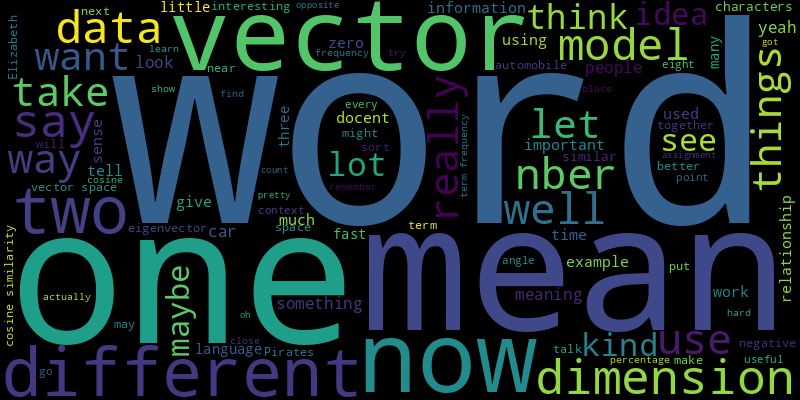 word
vector
one
mean
different
now
dimension
data
model
two
take
want
say
way
think
idea
things
really
let
nber
well
see
lot
use
kind
maybe
next
little
interesting
opposite
information
characters
Elizabeth
learn
look
zero
frequency
try
using
many
yeah
near
automobile
people
eight
got
show
find
every
docent
place
sense
three
might
important
used
together
will
tell
cosine
count
sort
similar
assignment
better
vector space
pretty
remember
term frequency
point
give
context
much
eigenvector
car
space
fast
term
time
relationship
cosine similarity
angle
example
put
actually
something
meaning
work
may
oh
hard
language
close
Pirates
talk
percentage
make
negative
useful
go